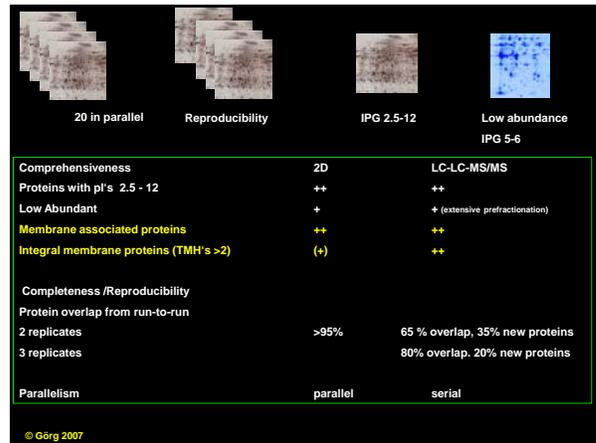 20 in parallel Reproducibility IPG 2.5-12 Low abundance
IPG 5-6
Comprehensiveness 2D LC-LC-MS/MS
Proteins with pI's 2.5 - 12 ++ ++
Low Abundant + + (extensive prefractionation)
Membrane associated proteins ++ ++
Integral membrane proteins (TMH's >2) (+) ++
Completeness /Reproducibility
Protein overlap from run-to-run
2 replicates >95% 65 % overlap, 35% new proteins
3 replicates 80% overlap. 20% new proteins
Parallelism parallel serial
© Görg 2007